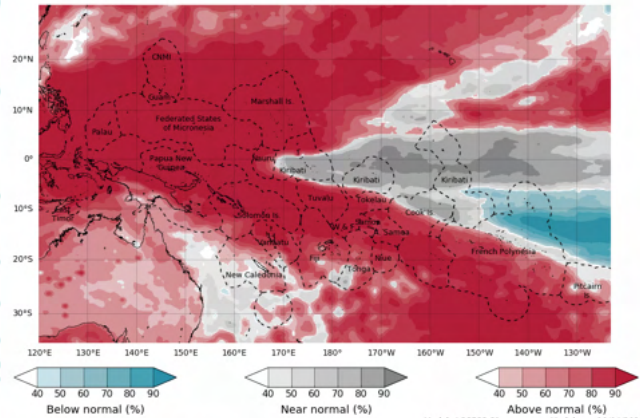 20°N
CNMI
Guam
Marshall Is.
10°N
Federated States
of Micronesia
Palau
0°
Papua New
Guinea
Nauru
Kiribati
Kiribati
Kiribati
Tuvalu
Tokelau
10°S
East
Timor
Solomon Is.
Cook Is.
Samoa
Vanuatu
Fiji
Niue
French Polynesia
20°S
New Caledonia
Tonga
Pitcairn
30°S
120°E 130°E 140°E 150°E 160°E 170°E 180° 170°W 160°W 150°W 140°W 130°W
40 50 60 70 80 90
Below normal (%)
40 50 60 70 80 90
Near normal (%)
40 50 60 70 80 90
Above normal (%)